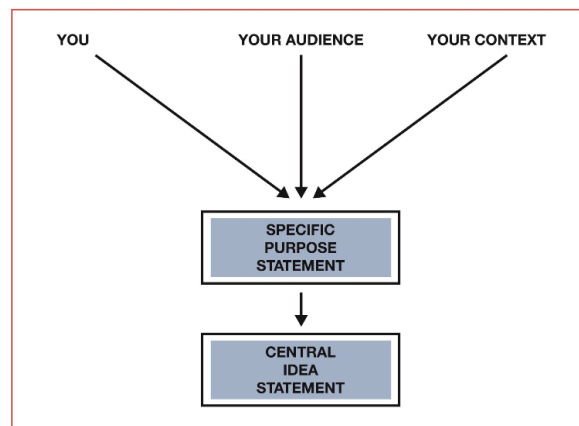 YOU
YOUR AUDIENCE
YOUR CONTEXT
SPECIFIC
PURPOSE
STATEMENT
CENTRAL
IDEA
STATEMENT